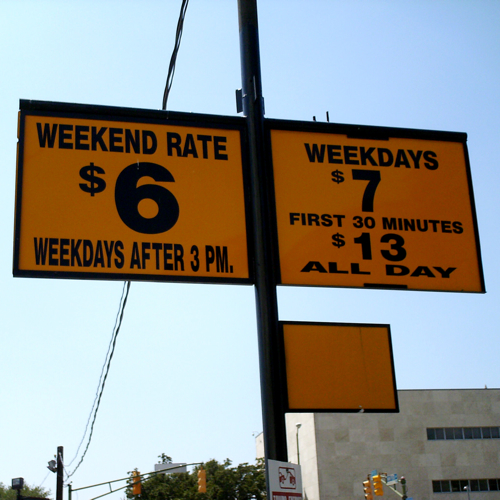 WEEKEND RATE
$6
WEEKDAYS AFTER 3 PM.
WEEKDAYS
$7
FIRST 30 MINUTES
$13
ALL DAY